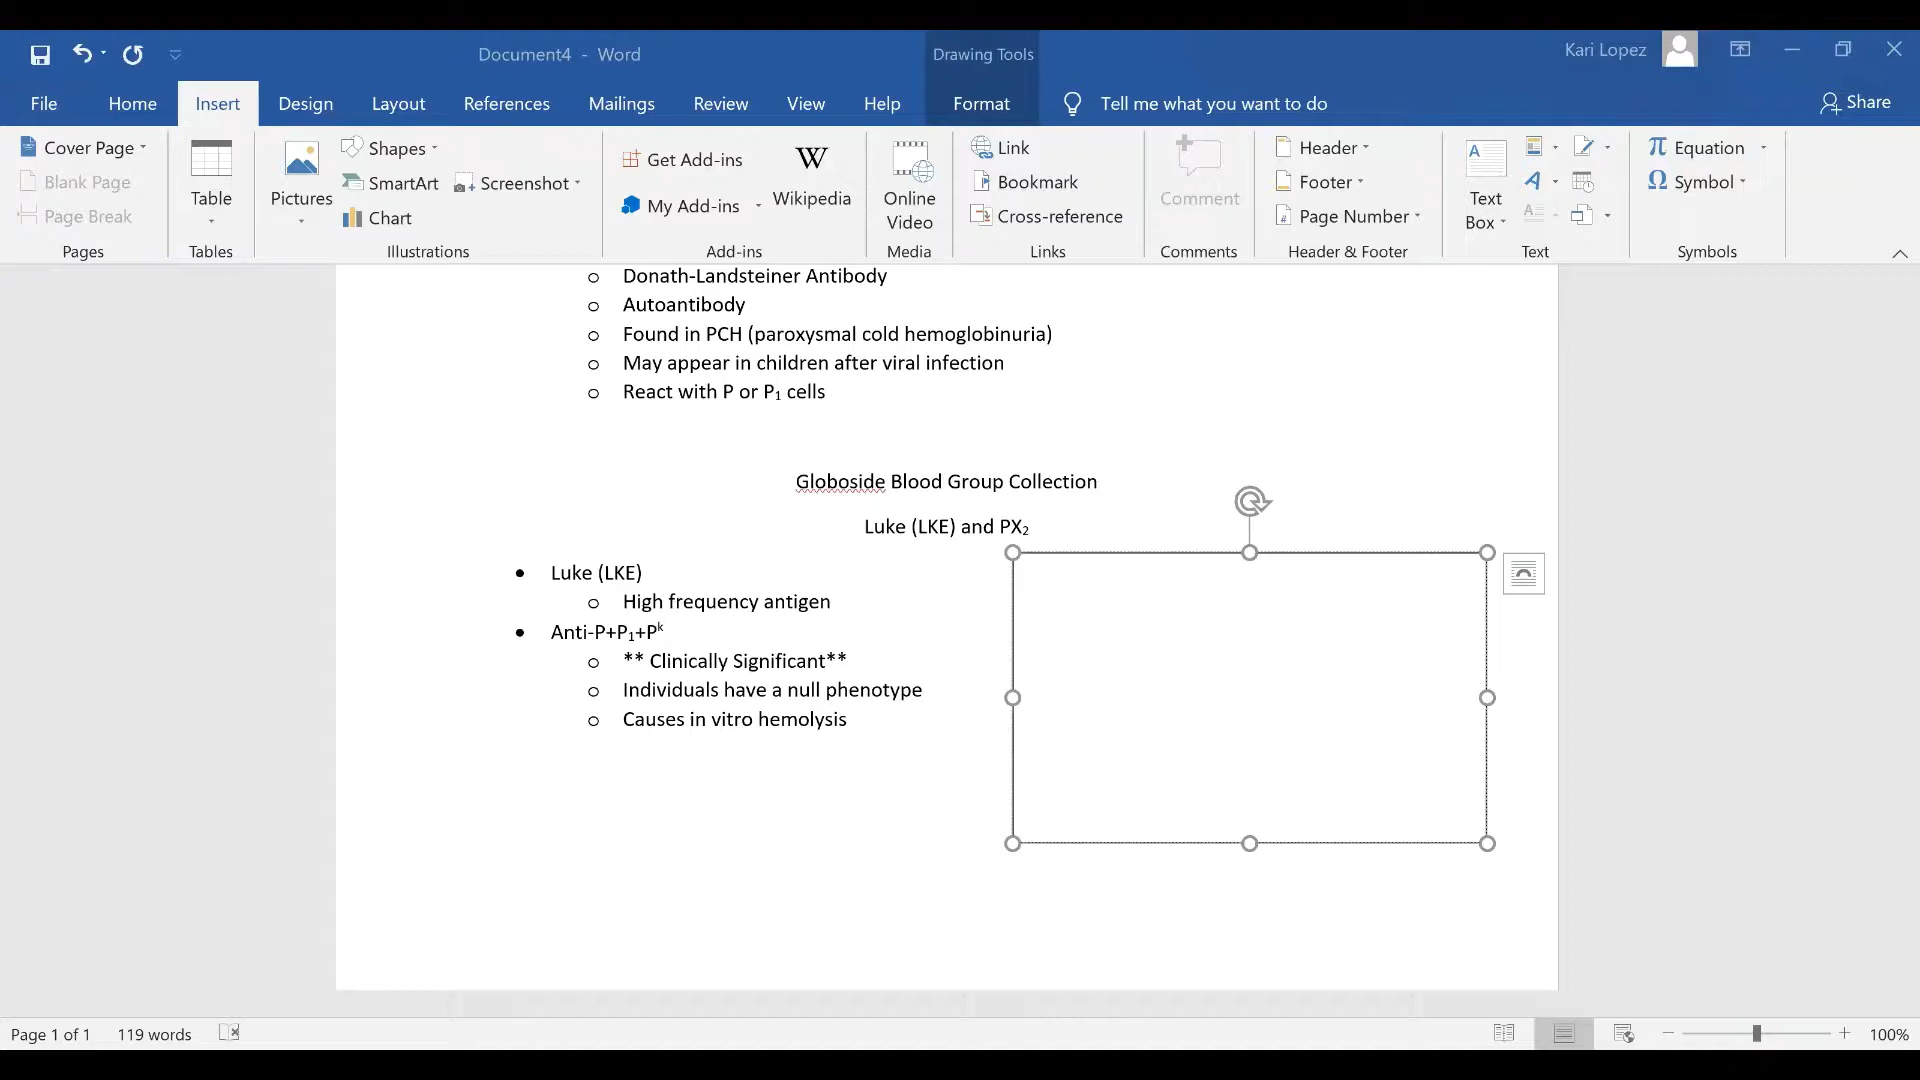 Document4 - Word
Drawing Tools
Kari Lopez
File
Home
Insert
Design
Layout
References
Mailings
Review
View
Help
Format
Tell me what you want to do
Share
Cover Page
Blank Page
Page Break
Pages
Table
Tables
Pictures
Shapes
SmartArt
Chart
Screenshot
Illustrations
Get Add-ins
My Add-ins
W
Wikipedia
Add-ins
Online
Video
Media
Link
Bookmark
Cross-reference
Links
Comment
Comments
Header
Footer
Page Number
Header & Footer
A
Text
Box
A
Text
π Equation
Ω Symbol
Symbols
o Donath-Landsteiner Antibody
o Autoantibody
o Found in PCH (paroxysmal cold hemoglobinuria)
o May appear in children after viral infection
o React with P or P₁ cells
Globoside Blood Group Collection
Luke (LKE) and PX₂
• Luke (LKE)
o High frequency antigen
• Anti-P+P₁+Pᵏ
o ** Clinically Significant**
o Individuals have a null phenotype
o Causes in vitro hemolysis
Page 1 of 1
119 words
100%